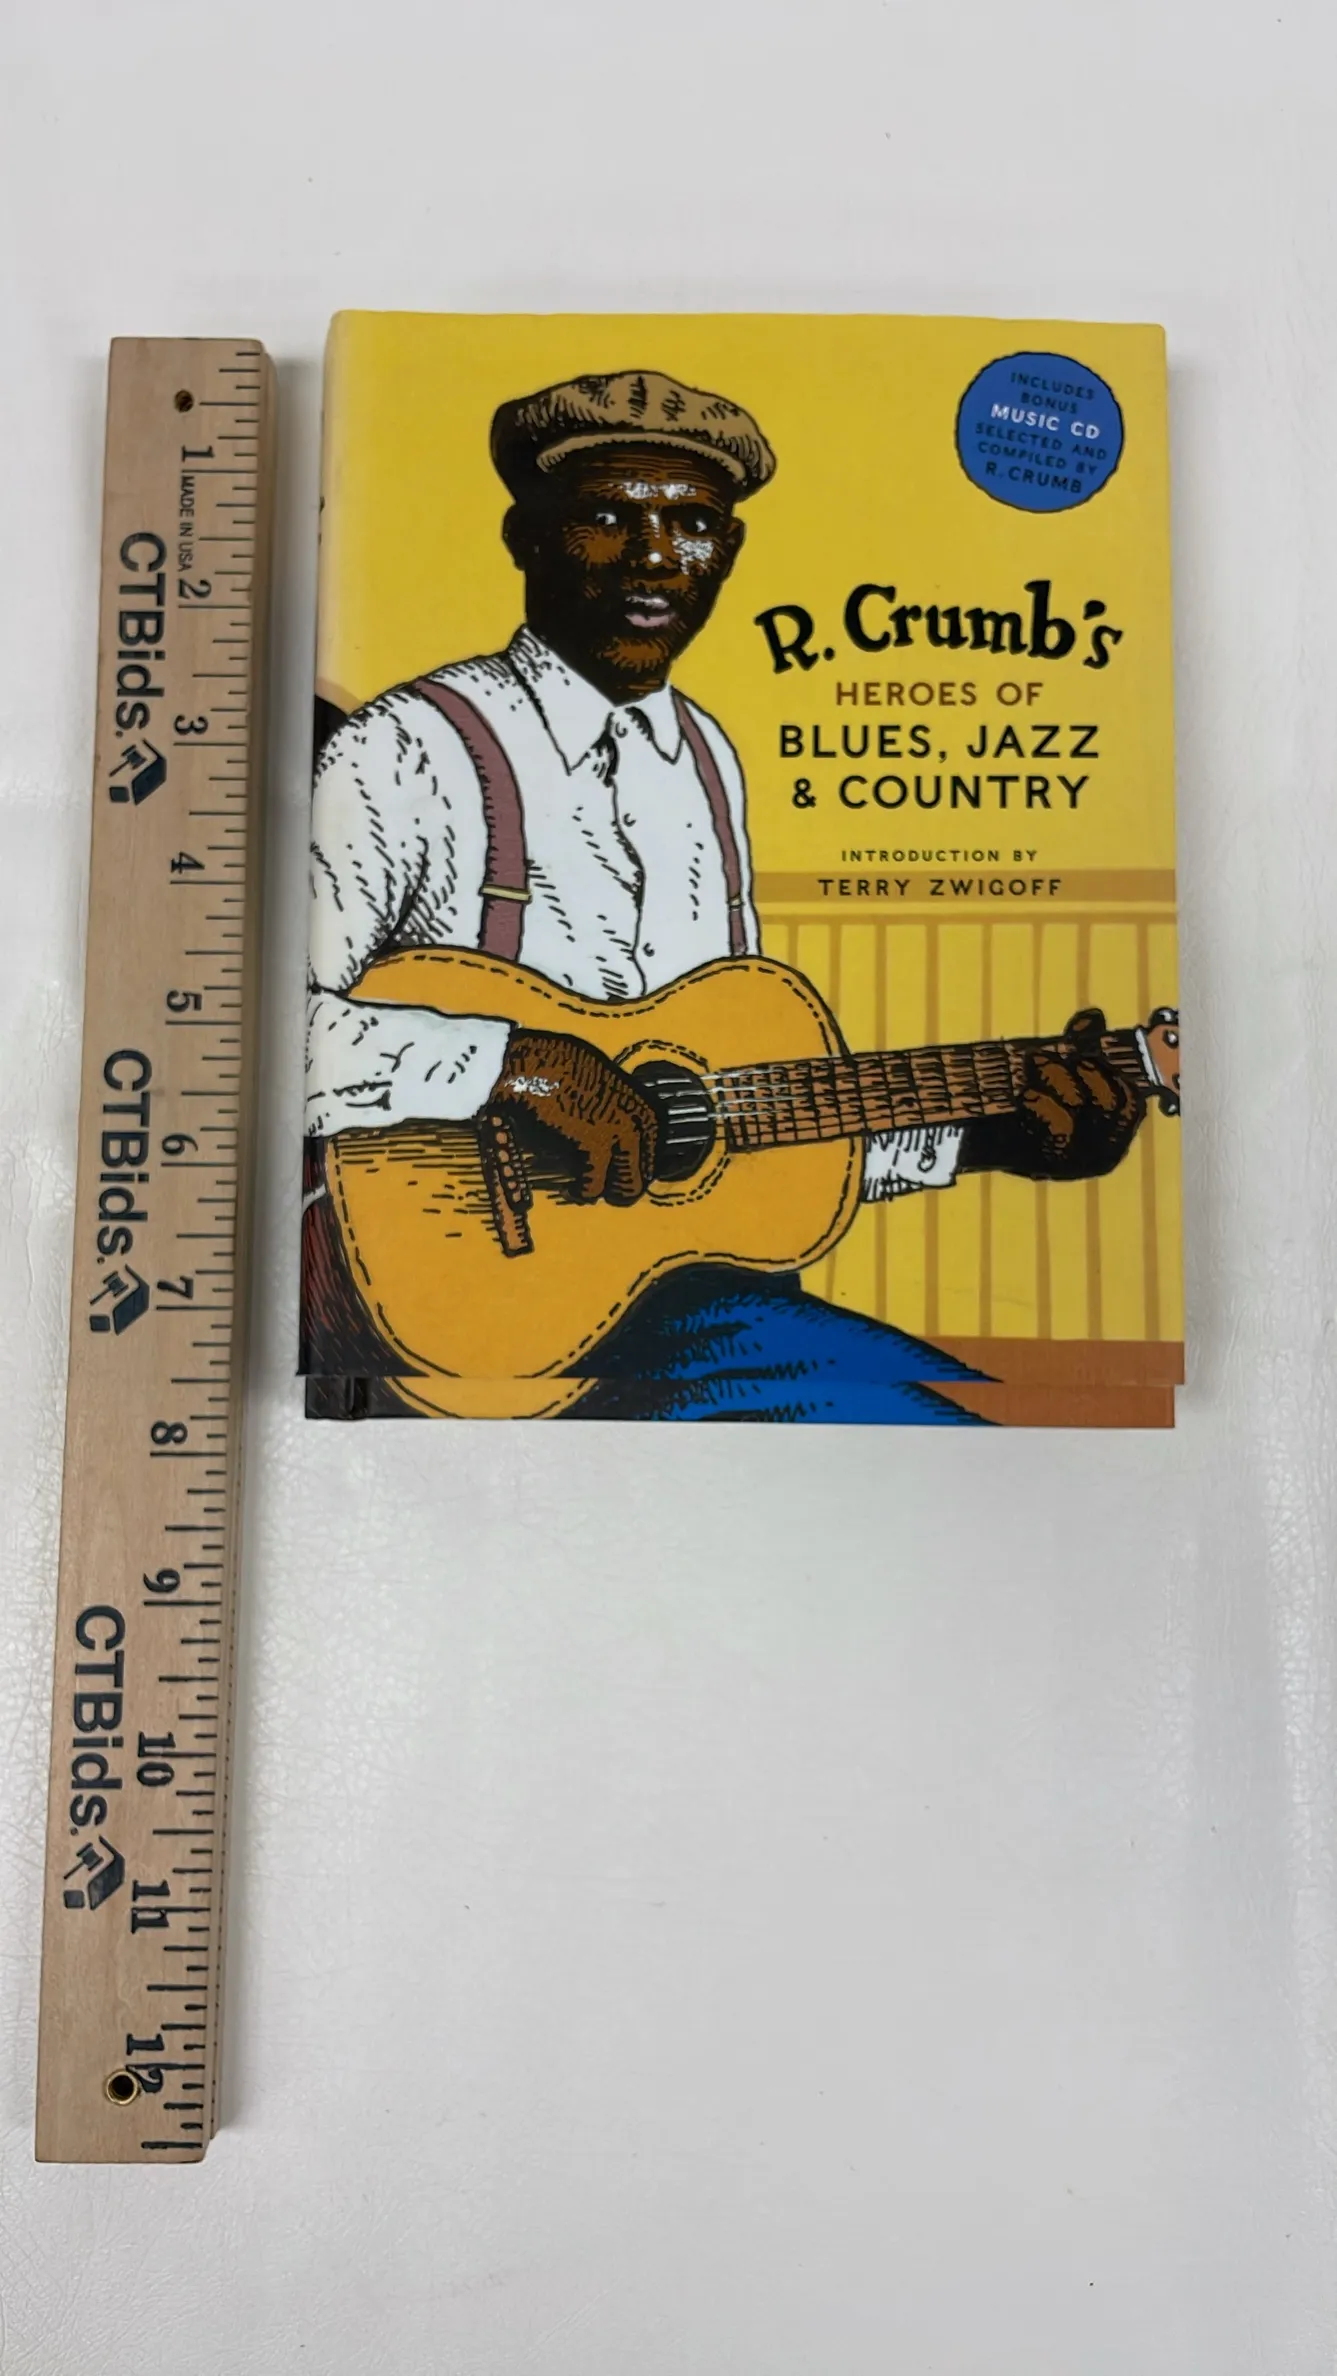 INCLUDES
BONUS
MUSIC CD
SELECTED AND
COMPILED BY
R. CRUMB
R. Crumb's
HEROES OF
BLUES, JAZZ
& COUNTRY
INTRODUCTION BY
TERRY ZWIGOFF
1
MADE IN USA
2
3
4
5
6
7
8
9
10
11
12
CTBids.
CTBids.
CTBids.